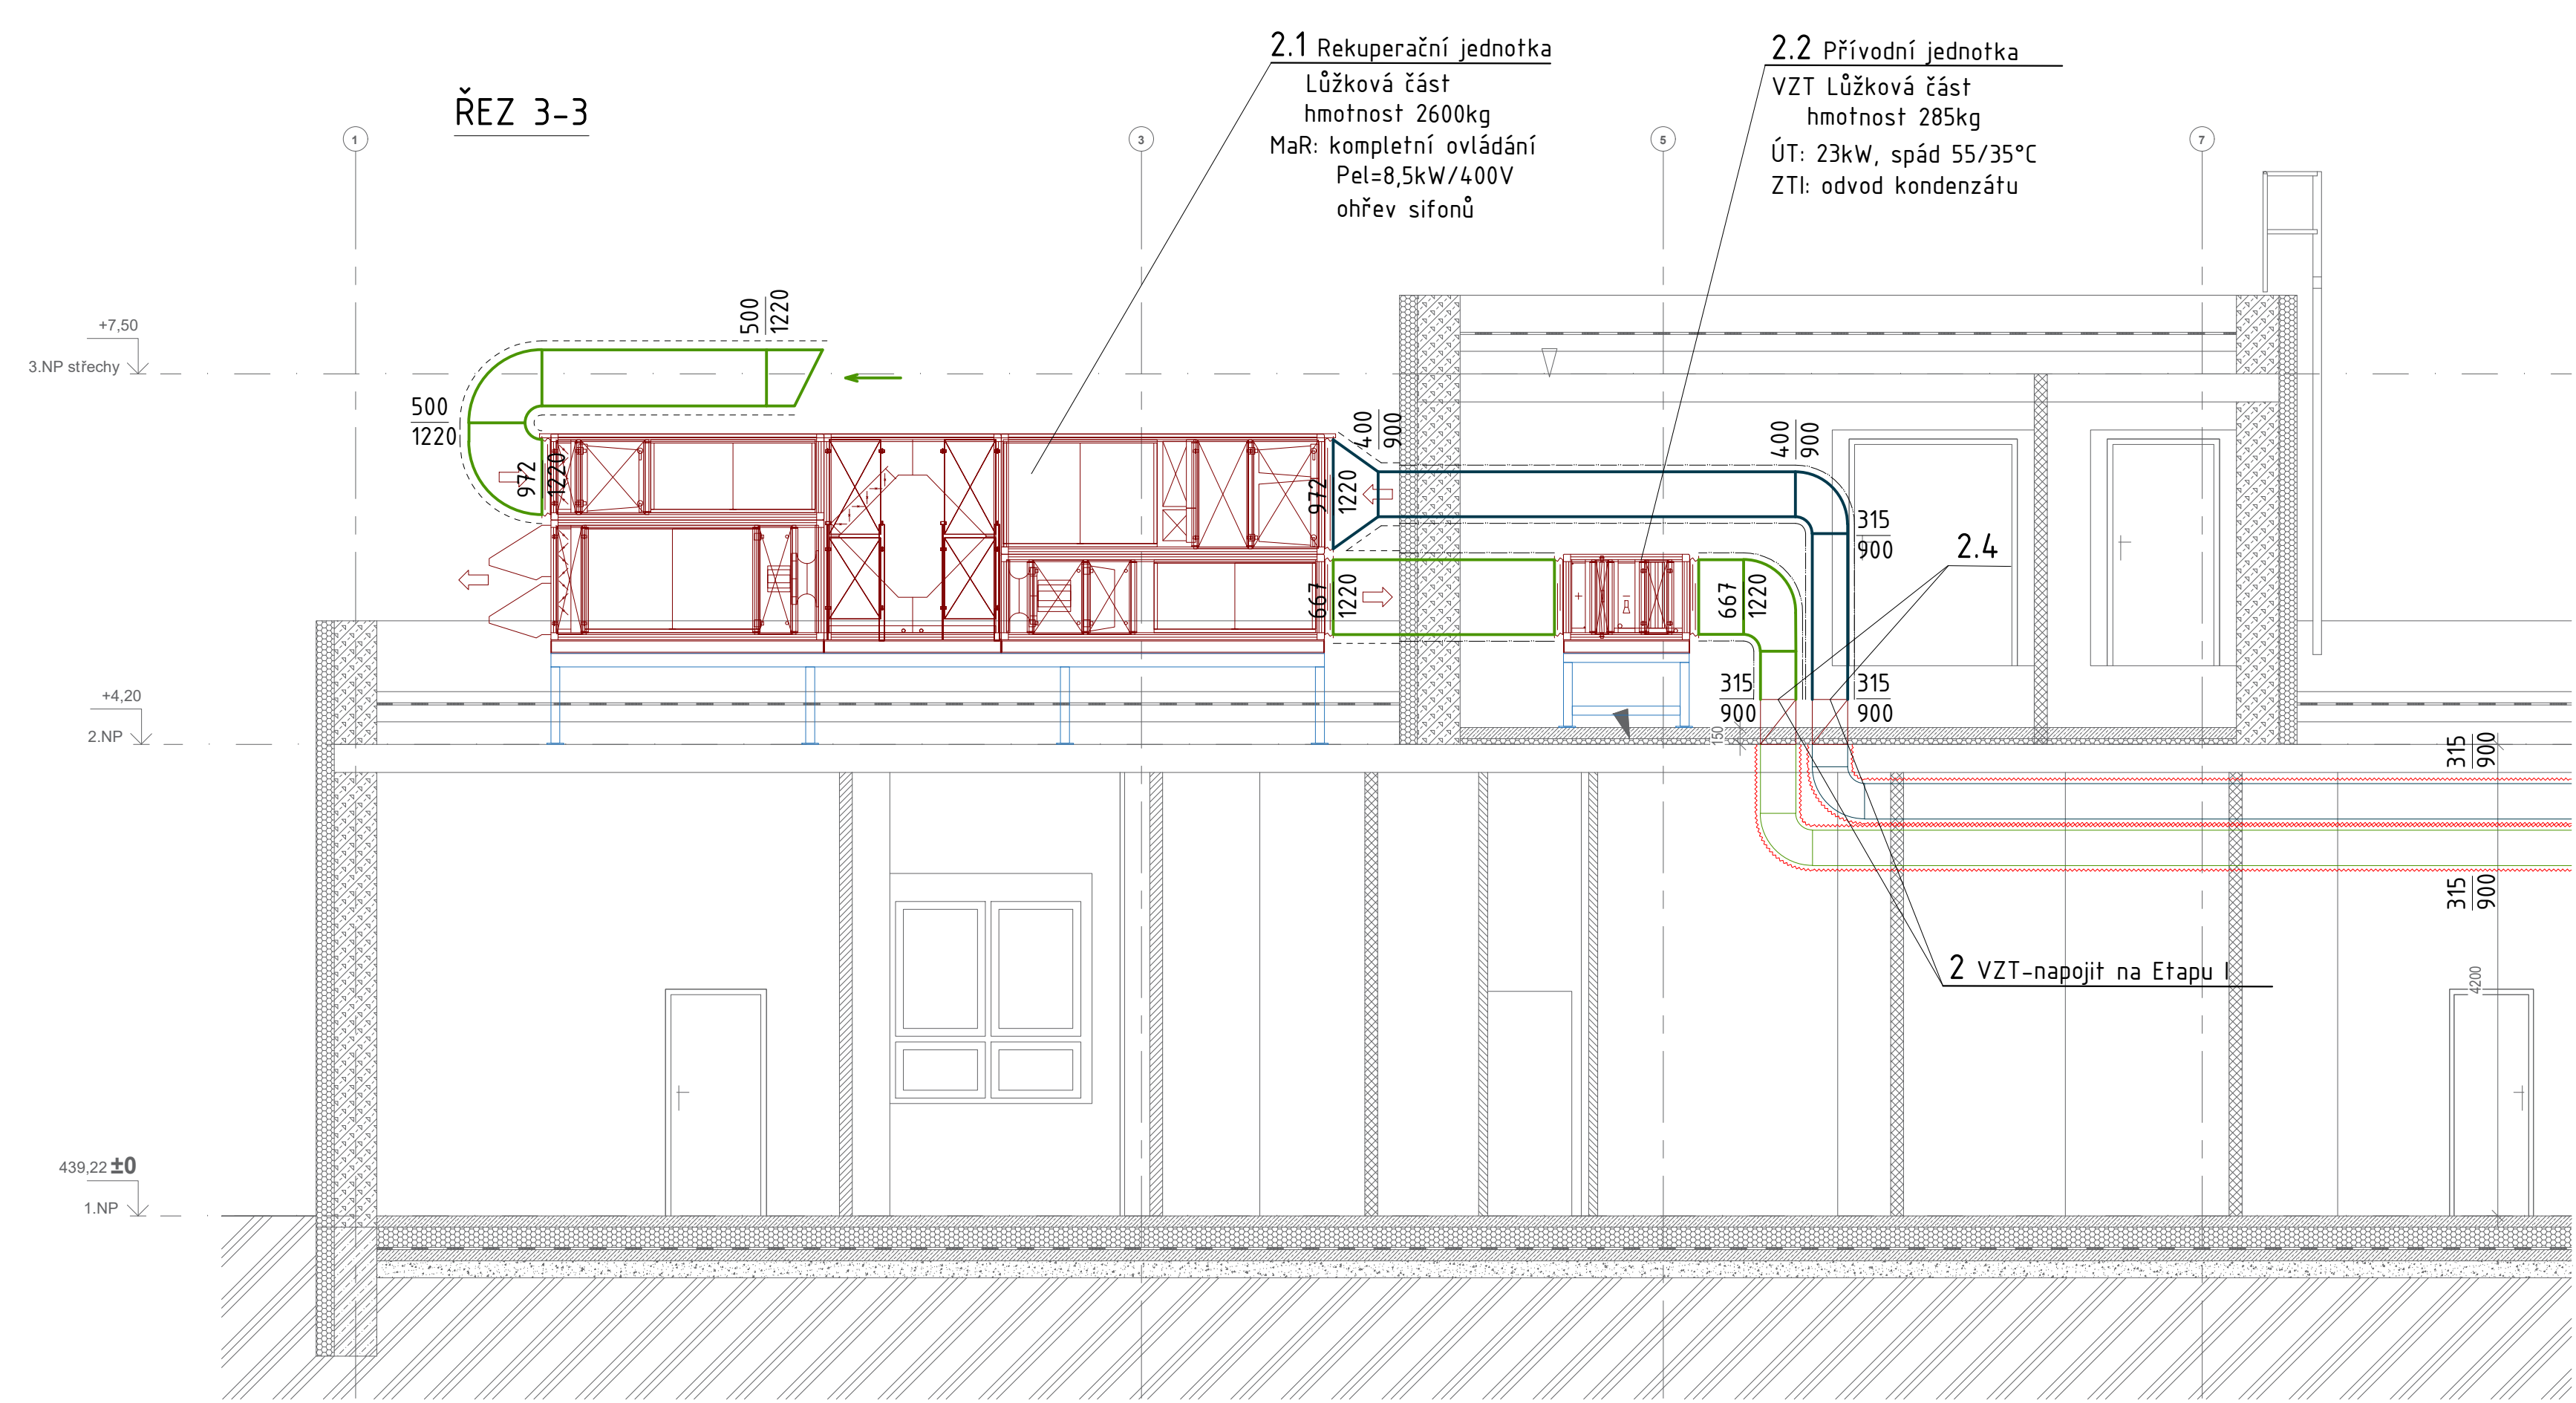 2.1 Rekuperační jednotka
Lůžková část
hmotnost 2600kg
MaR: kompletní ovládání
Pel=8,5kW/400V
ohřev sifonů
2.2 Přívodní jednotka
VZT Lůžková část
hmotnost 285kg
ÚT: 23kW, spád 55/35°C
ZTI: odvod kondenzátu
ŘEZ 3-3
1
3
5
7
+7,50
3.NP střechy
500
1220
500
1220
972
1220
972
1220
400
900
400
900
315
900
2.4
667
1220
667
1220
315
900
315
900
+4,20
2.NP
150
315
900
315
900
2 VZT-napojit na Etapu I
4200
439,22 ±0
1.NP